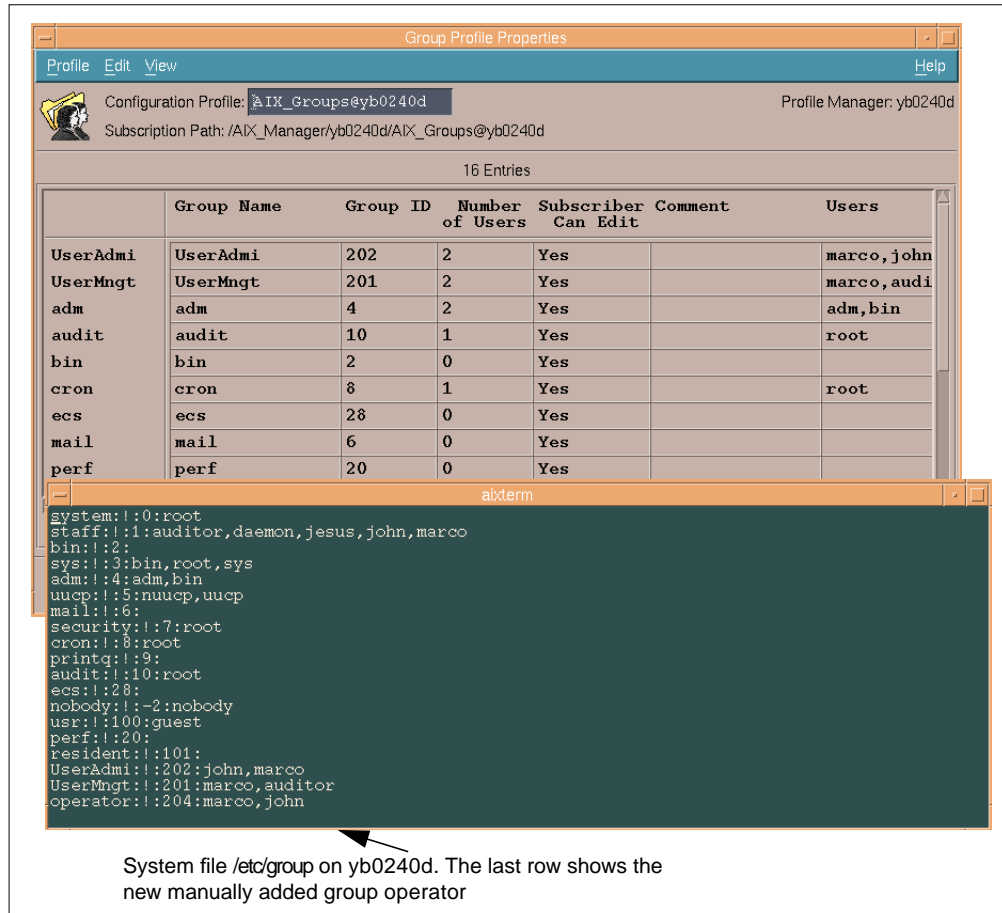 Group Profile Properties
Profile Edit View Help
Configuration Profile: AIX_Groups@yb0240d Profile Manager: yb0240d
Subscription Path: /AIX_Manager/yb0240d/AIX_Groups@yb0240d
16 Entries
Group Name Group ID Number of Users Subscriber Can Edit Comment Users
UserAdmi UserAdmi 202 2 Yes marco,john
UserMngt UserMngt 201 2 Yes marco,audi
adm adm 4 2 Yes adm,bin
audit audit 10 1 Yes root
bin bin 2 0 Yes
cron cron 8 1 Yes root
ecs ecs 28 0 Yes
mail mail 6 0 Yes
perf perf 20 0 Yes
aixterm
system:!:0:root
staff:!:1:auditor,daemon,jesus,john,marco
bin:!:2:
sys:!:3:bin,root,sys
adm:!:4:adm,bin
uucp:!:5:nuucp,uucp
mail:!:6:
security:!:7:root
cron:!:8:root
printq:!:9:
audit:!:10:root
ecs:!:28:
nobody:!:-2:nobody
usr:!:100:guest
perf:!:20:
resident:!:101:
UserAdmi:!:202:john,marco
UserMngt:!:201:marco,auditor
operator:!:204:marco,john
System file /etc/group on yb0240d. The last row shows the
new manually added group operator